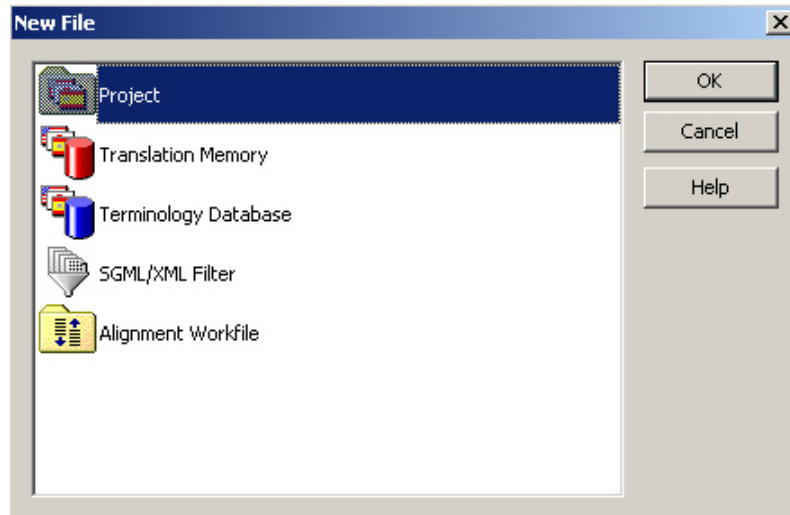 New File
Project
Translation Memory
Terminology Database
SGML/XML Filter
Alignment Workfile
OK
Cancel
Help